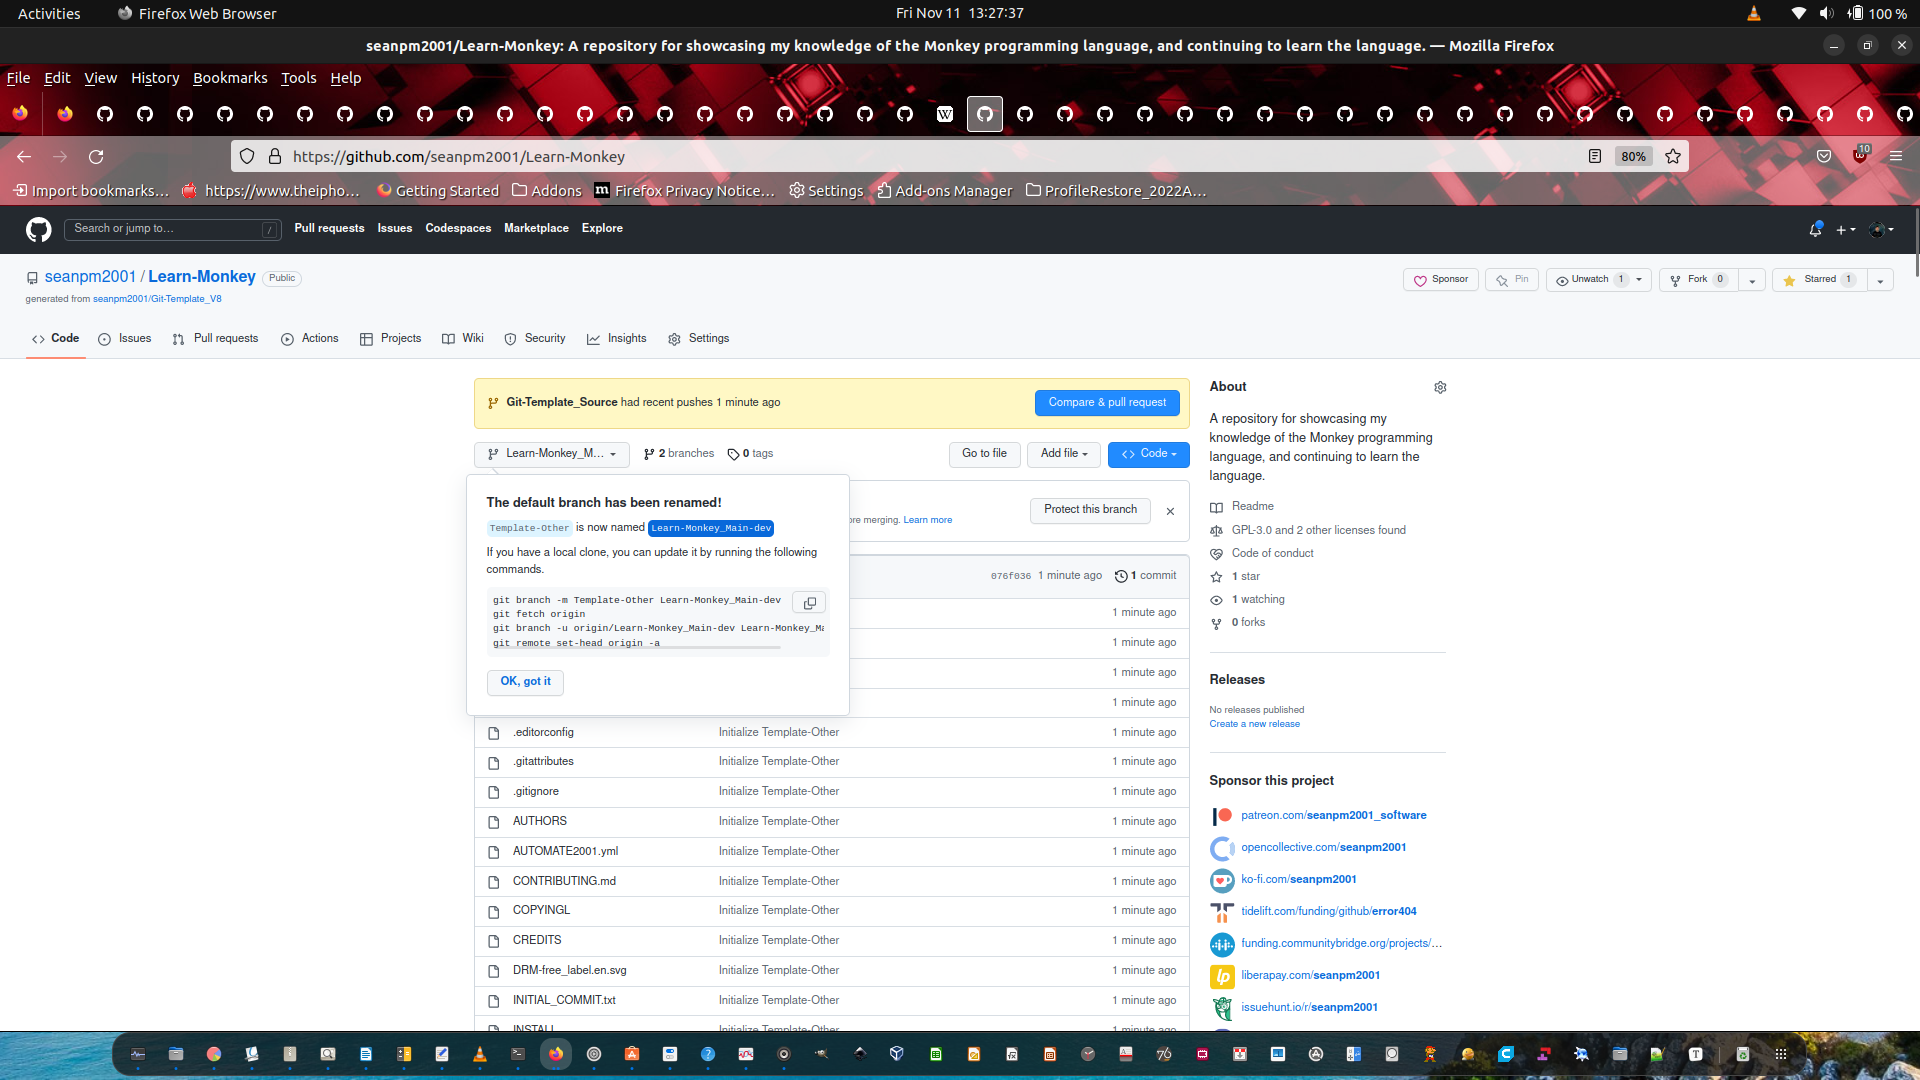 Activities
Firefox Web Browser
Fri Nov 11 13:27:37
100 %
seanpm2001/Learn-Monkey: A repository for showcasing my knowledge of the Monkey programming language, and continuing to learn the language. — Mozilla Firefox
File Edit View History Bookmarks Tools Help
https://github.com/seanpm2001/Learn-Monkey
80%
10
Import bookmarks…
https://www.theipho…
Getting Started
Addons
Firefox Privacy Notice…
Settings
Add-ons Manager
ProfileRestore_2022A…
Search or jump to…
/
Pull requests
Issues
Codespaces
Marketplace
Explore
seanpm2001 / Learn-Monkey
Public
generated from seanpm2001/Git-Template_V8
Sponsor
Pin
Unwatch 1
Fork 0
Starred 1
Code
Issues
Pull requests
Actions
Projects
Wiki
Security
Insights
Settings
Git-Template_Source had recent pushes 1 minute ago
Compare & pull request
Learn-Monkey_M...
2 branches
0 tags
Go to file
Add file
Code
The default branch has been renamed!
Template-Other is now named Learn-Monkey_Main-dev
If you have a local clone, you can update it by running the following
commands.
git branch -m Template-Other Learn-Monkey_Main-dev
git fetch origin
git branch -u origin/Learn-Monkey_Main-dev Learn-Monkey_Ma
git remote set-head origin -a
OK, got it
ore merging. Learn more
Protect this branch
076f036 1 minute ago
1 commit
1 minute ago
1 minute ago
1 minute ago
1 minute ago
.editorconfig Initialize Template-Other 1 minute ago
.gitattributes Initialize Template-Other 1 minute ago
.gitignore Initialize Template-Other 1 minute ago
AUTHORS Initialize Template-Other 1 minute ago
AUTOMATE2001.yml Initialize Template-Other 1 minute ago
CONTRIBUTING.md Initialize Template-Other 1 minute ago
COPYINGL Initialize Template-Other 1 minute ago
CREDITS Initialize Template-Other 1 minute ago
DRM-free_label.en.svg Initialize Template-Other 1 minute ago
INITIAL_COMMIT.txt Initialize Template-Other 1 minute ago
INSTALL Initialize Template-Other 1 minute ago
About
A repository for showcasing my
knowledge of the Monkey programming
language, and continuing to learn the
language.
Readme
GPL-3.0 and 2 other licenses found
Code of conduct
1 star
1 watching
0 forks
Releases
No releases published
Create a new release
Sponsor this project
patreon.com/seanpm2001_software
opencollective.com/seanpm2001
ko-fi.com/seanpm2001
tidelift.com/funding/github/error404
funding.communitybridge.org/projects/…
liberapay.com/seanpm2001
issuehunt.io/r/seanpm2001